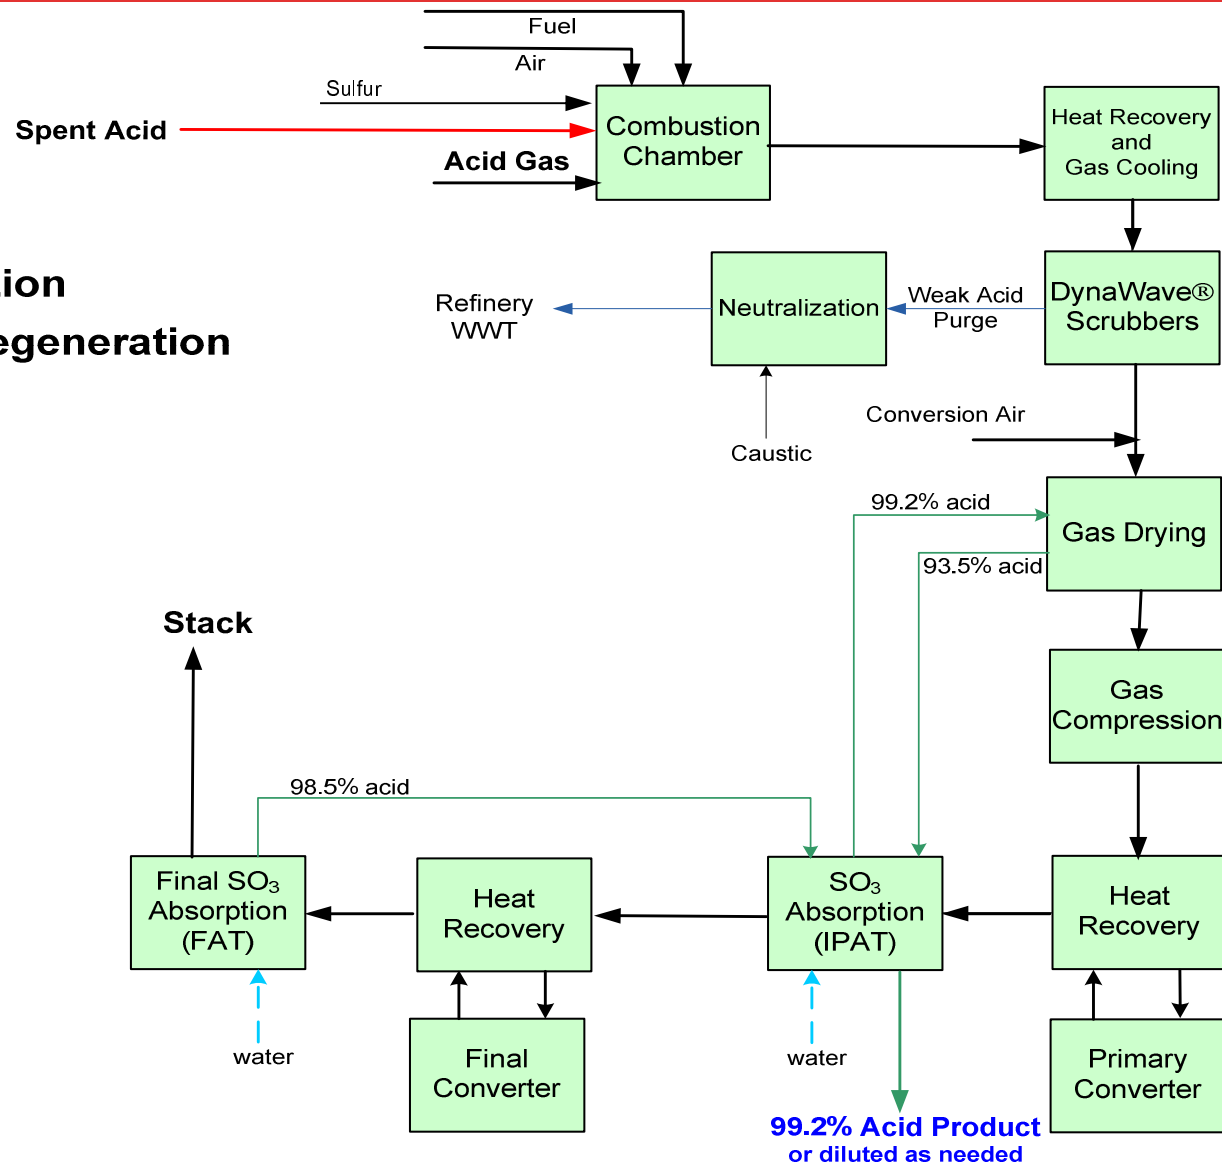 Fuel
Air
Sulfur
Spent Acid
Acid Gas
Combustion
Chamber
Heat Recovery
and
Gas Cooling
Refinery
WWT
Neutralization
Weak Acid
Purge
DynaWave®
Scrubbers
egeneration
Conversion Air
Caustic
99.2% acid
93.5% acid
Gas Drying
Stack
Gas
Compression
98.5% acid
Final SO₃
Absorption
(FAT)
Heat
Recovery
SO₃
Absorption
(IPAT)
Heat
Recovery
water
Final
Converter
water
Primary
Converter
99.2% Acid Product
or diluted as needed